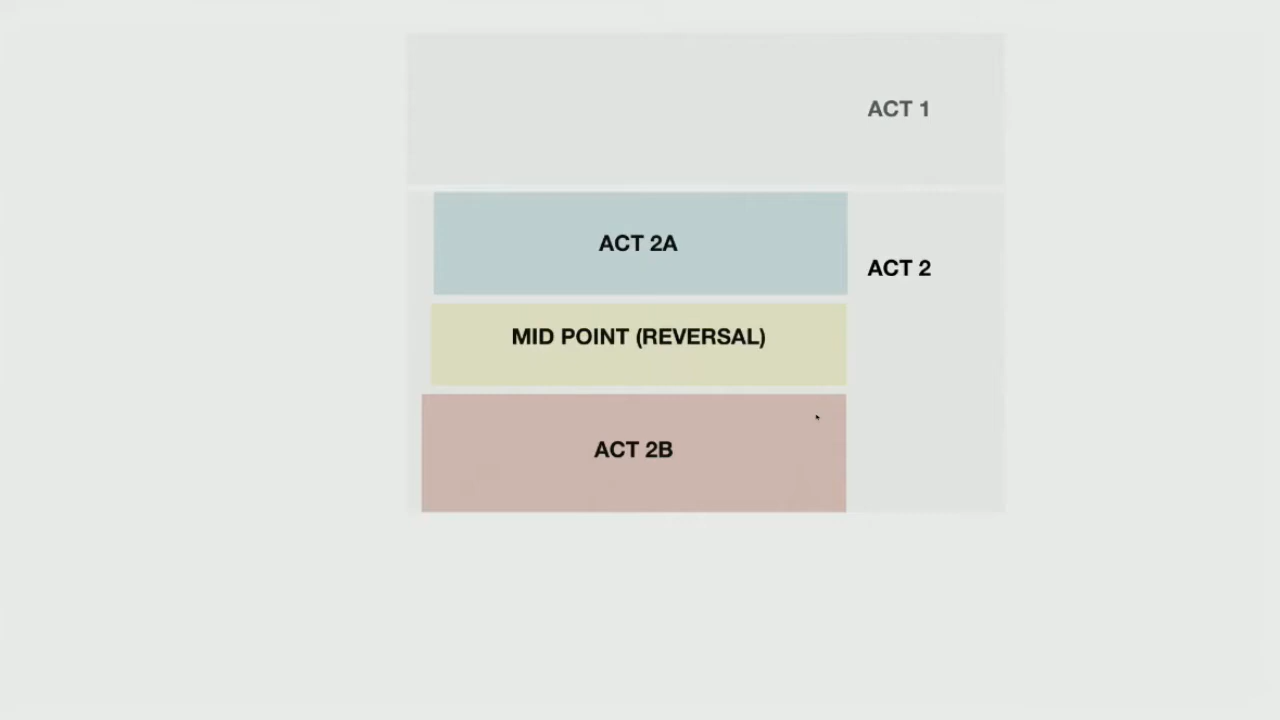 ACT 1
ACT 2A
ACT 2
MID POINT (REVERSAL)
ACT 2B